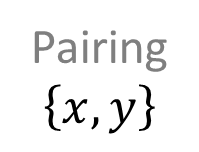 Pairing
{x, y}